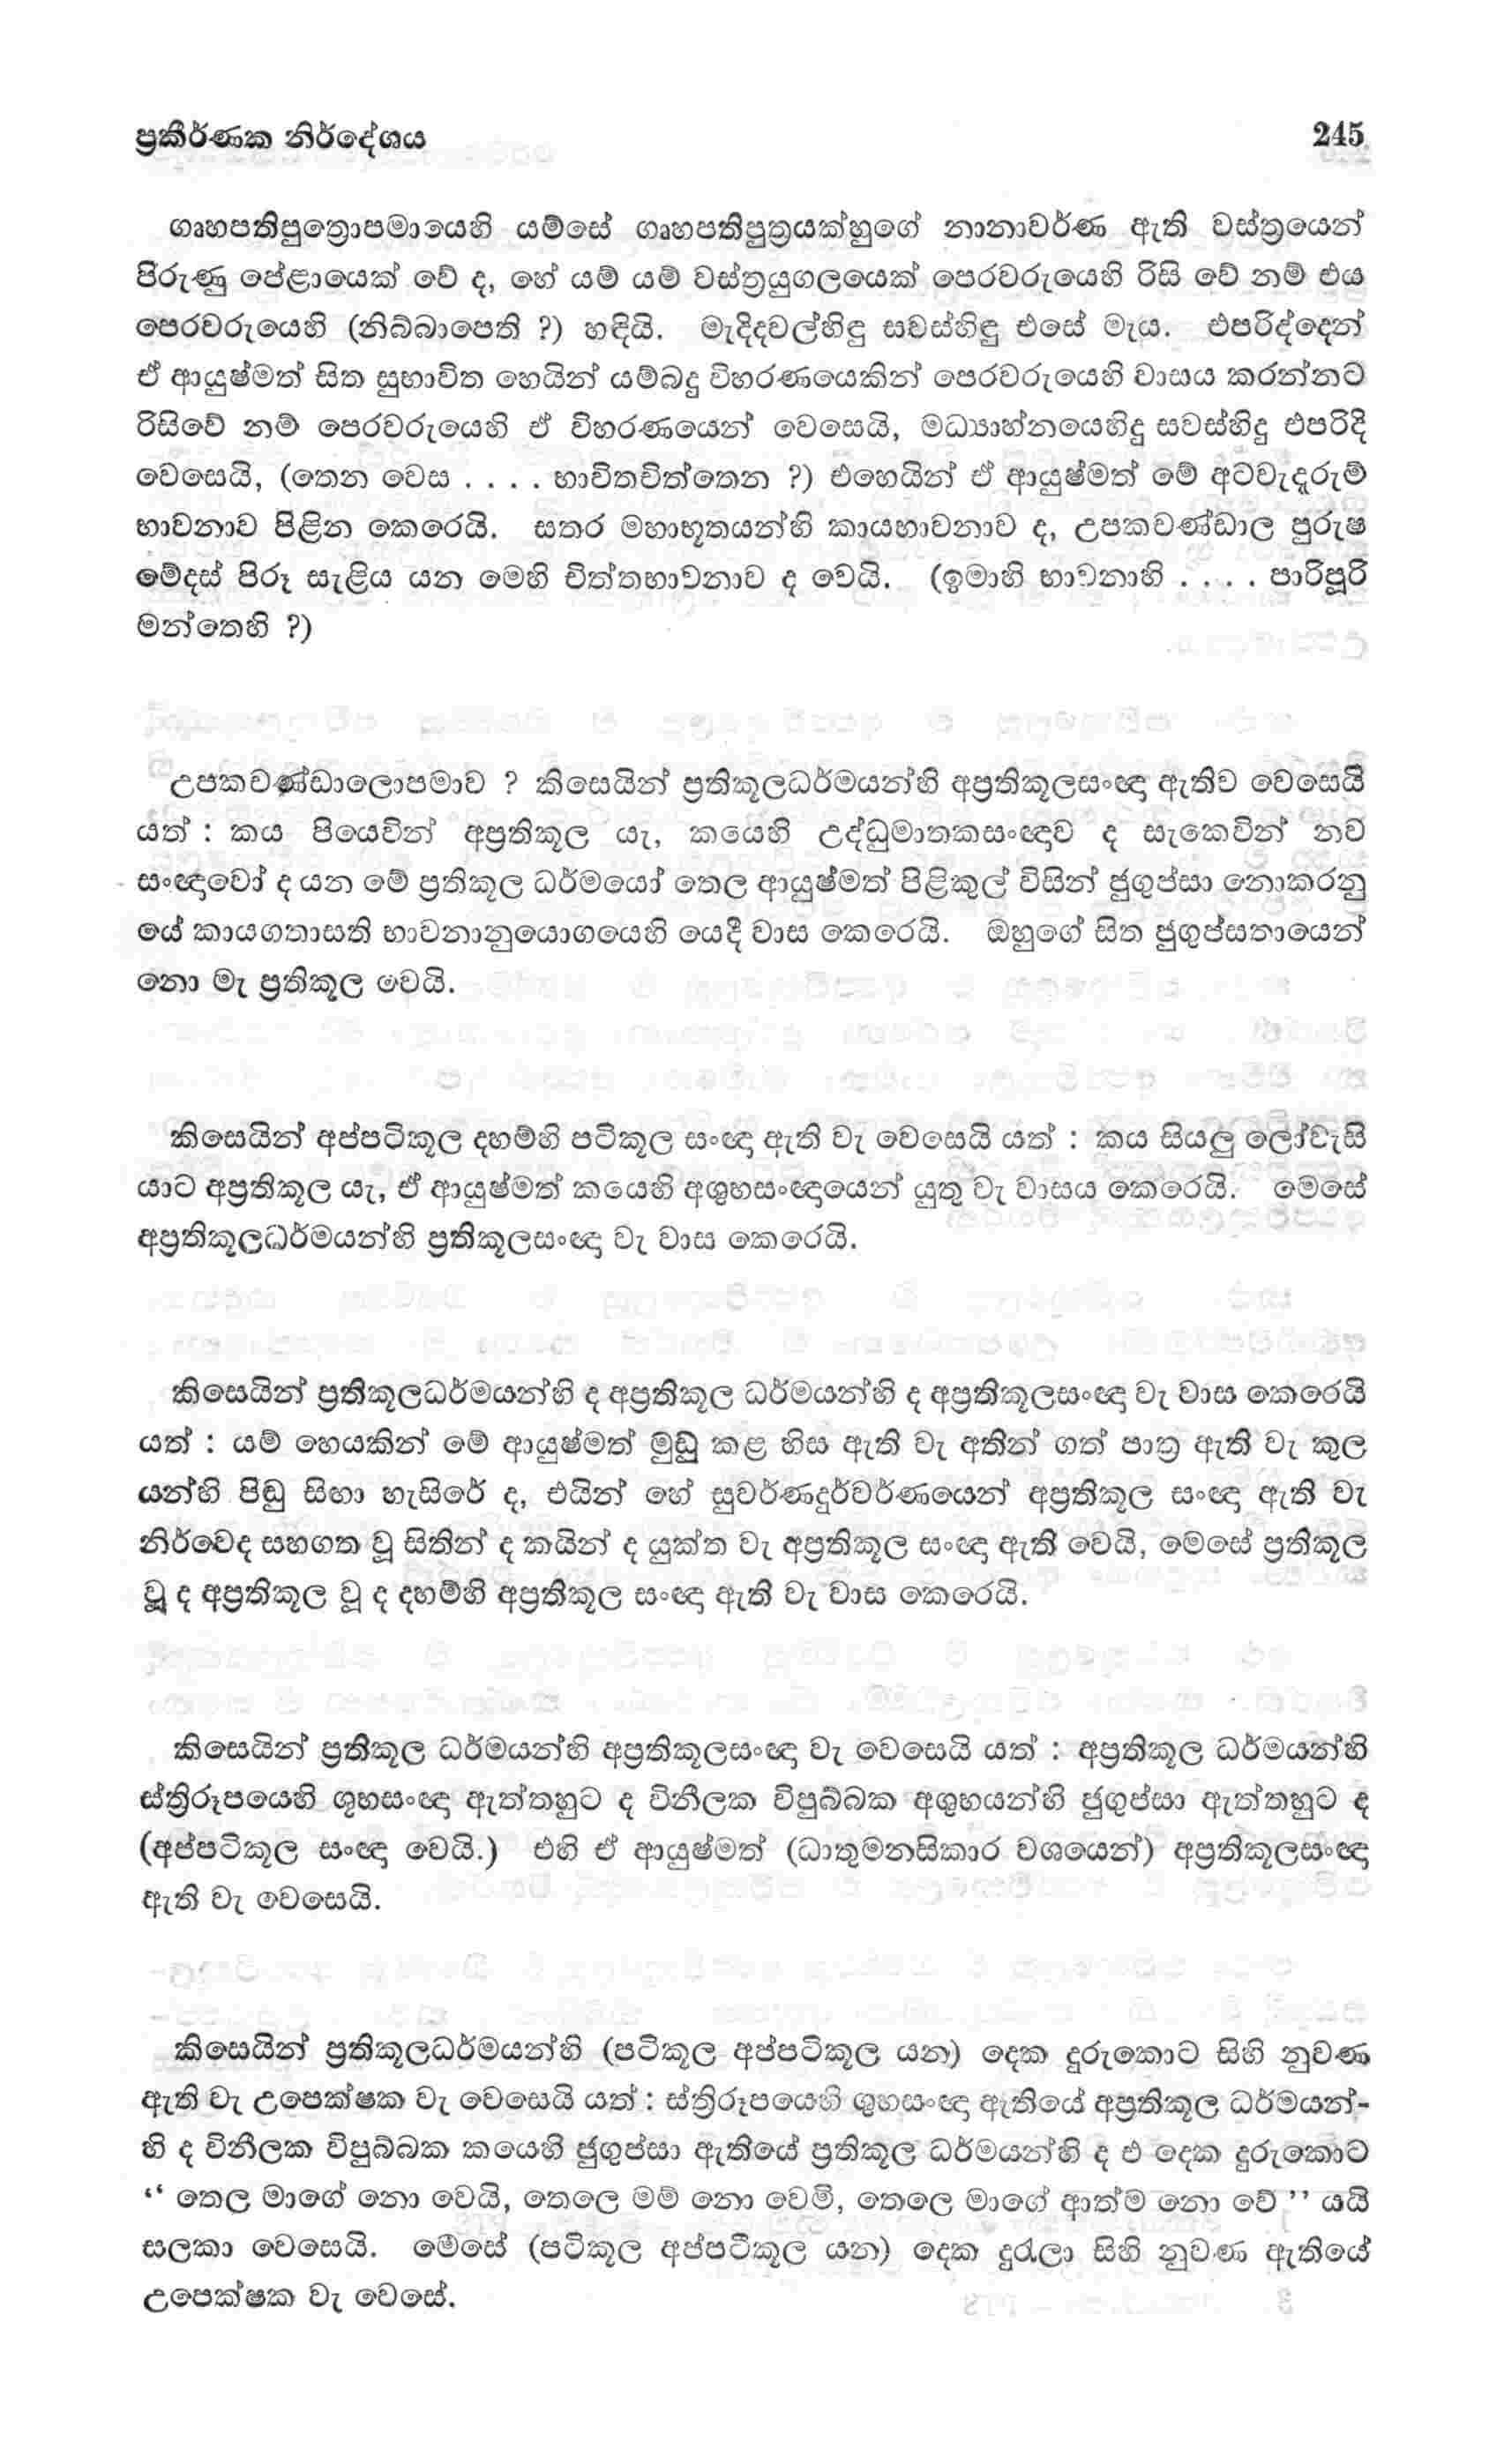 ප්‍රකීර්ණක නිර්දේශය 245
ගෘහපතිපුත්‍රොපමායෙහි යම්සේ ගෘහපතිපුත්‍රයක්හුගේ නානාවර්ණ ඇති වස්ත්‍රයෙන්
පිරුණු පේළායෙක් වේ ද, හේ යම් යම් වස්ත්‍රයුගලයෙක් පෙරවරුයෙහි රිසි වේ නම් එය
පෙරවරුයෙහි (නිබ්බාපෙති ?) හඳියි. මැදිදවල්හිඳු සවස්හිඳු එසේ මැය. එපරිද්දෙන්
ඒ ආයුෂ්මත් සිත සුභාවිත හෙයින් යම්බඳු විහරණයෙකින් පෙරවරුයෙහි වාසය කරන්නට
රිසිවේ නම් පෙරවරුයෙහි ඒ විහරණයෙන් වෙසෙයි, මධ්‍යාහ්නයෙහිදු සවස්හිදු එපරිදි
වෙසෙයි, (තෙන වෙස . . . . භාවිතචිත්තෙන ?) එහෙයින් ඒ ආයුෂ්මත් මේ අටවැදෑරුම්
භාවනාව පිළින කෙරෙයි. සතර මහාභූතයන්හි කායභාවනාව ද, උපකචණ්ඩාල පුරුෂ
මේදස් පිරූ සැළිය යන මෙහි චිත්තභාවනාව ද වෙයි. (ඉමාහි භාවනාහි . . . . පාරිපූරි
මන්තෙහි ?)
උපකචණ්ඩාලොපමාව ? කිසෙයින් ප්‍රතිකූලධර්මයන්හි අප්‍රතිකූලසංඥා ඇතිව වෙසෙයි
යත් : කය පියෙවින් අප්‍රතිකූල යැ, කයෙහි උද්ධුමාතකසංඥාව ද සැකෙවින් නව
සංඥාවෝ ද යන මේ ප්‍රතිකූල ධර්මයෝ තෙල ආයුෂ්මත් පිළිකුල් විසින් ජුගුප්සා නොකරනු
යේ කායගතාසති භාවනානුයොගයෙහි යෙදී වාස කෙරෙයි. ඔහුගේ සිත ජුගුප්සතායෙන්
නො මැ ප්‍රතිකූල වෙයි.
කිසෙයින් අප්පටිකූල දහම්හි පටිකූල සංඥා ඇති වැ වෙසෙයි යත් : කය සියලු ලෝවැසි
යාට අප්‍රතිකූල යැ, ඒ ආයුෂ්මත් කයෙහි අශුභසංඥායෙන් යුතු වැ වාසය කෙරෙයි. මෙසේ
අප්‍රතිකූලධර්මයන්හි ප්‍රතිකූලසංඥා වැ වාස කෙරෙයි.
කිසෙයින් ප්‍රතිකූලධර්මයන්හි ද අප්‍රතිකූල ධර්මයන්හි ද අප්‍රතිකූලසංඥා වැ වාස කෙරෙයි
යත් : යම් හෙයකින් මේ ආයුෂ්මත් මුඩු කළ හිස ඇති වැ අතින් ගත් පාත්‍ර ඇති වැ කුල
යන්හි පිඬු සිඟා හැසිරේ ද, එයින් හේ සුවර්ණදුර්වර්ණයෙන් අප්‍රතිකූල සංඥා ඇති වැ
නිර්වෙද සහගත වූ සිතින් ද කයින් ද යුක්ත වැ අප්‍රතිකූල සංඥා ඇති වෙයි, මෙසේ ප්‍රතිකූල
වූ ද අප්‍රතිකූල වූ ද දහම්හි අප්‍රතිකූල සංඥා ඇති වැ වාස කෙරෙයි.
කිසෙයින් ප්‍රතිකූල ධර්මයන්හි අප්‍රතිකූලසංඥා වැ වෙසෙයි යත් : අප්‍රතිකූල ධර්මයන්හි
ස්ත්‍රිරූපයෙහි ශුභසංඥා ඇත්තහුට ද විනීලක විපුබ්බක අශුභයන්හි ජුගුප්සා ඇත්තහුට ද
(අප්පටිකූල සංඥා වෙයි.) එහි ඒ ආයුෂ්මත් (ධාතුමනසිකාර වශයෙන්) අප්‍රතිකූලසංඥා
ඇති වැ වෙසෙයි.
කිසෙයින් ප්‍රතිකූලධර්මයන්හි (පටිකූල අප්පටිකූල යන) දෙක දුරුකොට සිහි නුවණ
ඇති වැ උපෙක්ෂක වැ වෙසෙයි යත් : ස්ත්‍රිරූපයෙහි ශුභසංඥා ඇතියේ අප්‍රතිකූල ධර්මයන්-
හි ද විනීලක විපුබ්බක කයෙහි ජුගුප්සා ඇතියේ ප්‍රතිකූල ධර්මයන්හි ද එ දෙක දුරුකොට
“ තෙල මාගේ නො වෙයි, තෙලෙ මම් නො වෙමි, තෙලෙ මාගේ ආත්ම නො වේ ” යයි
සලකා වෙසෙයි. මෙසේ (පටිකූල අප්පටිකූල යන) දෙක දුරැලා සිහි නුවණ ඇතියේ
උපෙක්ෂක වැ වෙසේ.